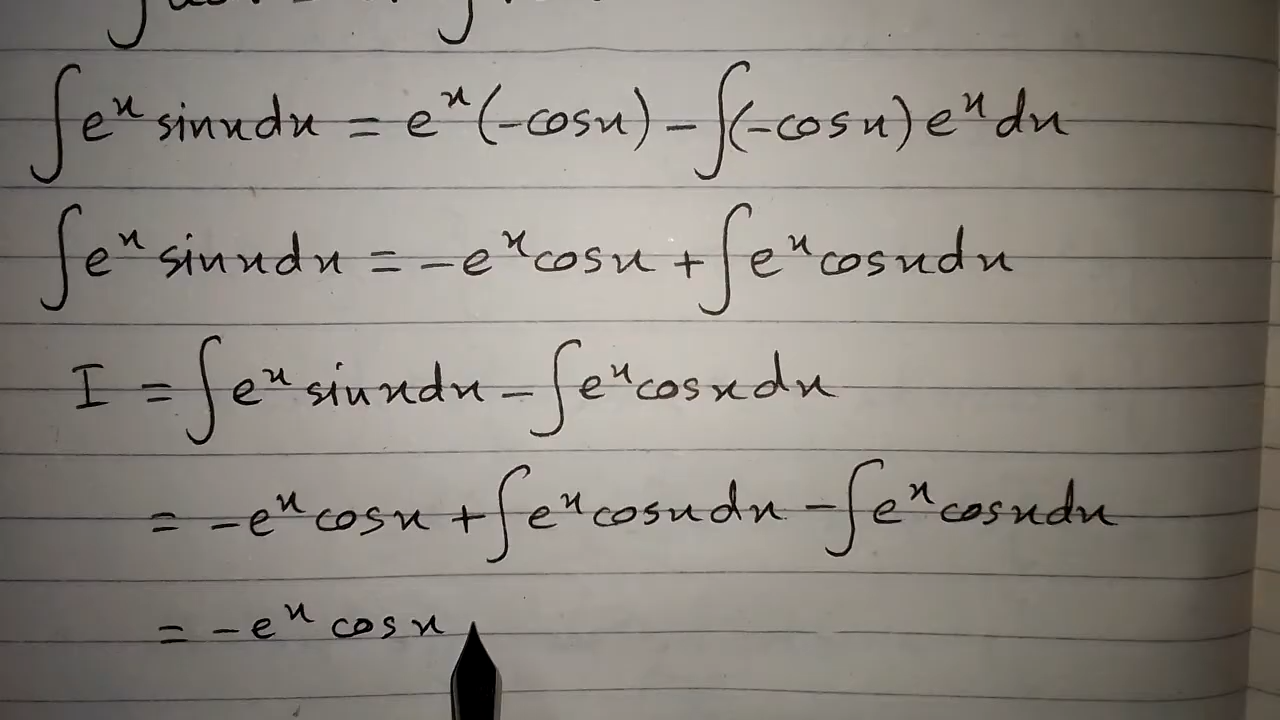 ∫eˣ sinx dx = eˣ(-cosx) - ∫(-cosx)eˣ dx
∫eˣ sinx dx = -eˣ cosx + ∫eˣ cosx dx
I = ∫eˣ sinx dx - ∫eˣ cosx dx
= -eˣ cosx + ∫eˣ cosx dx - ∫eˣ cosx dx
= -eˣ cosx